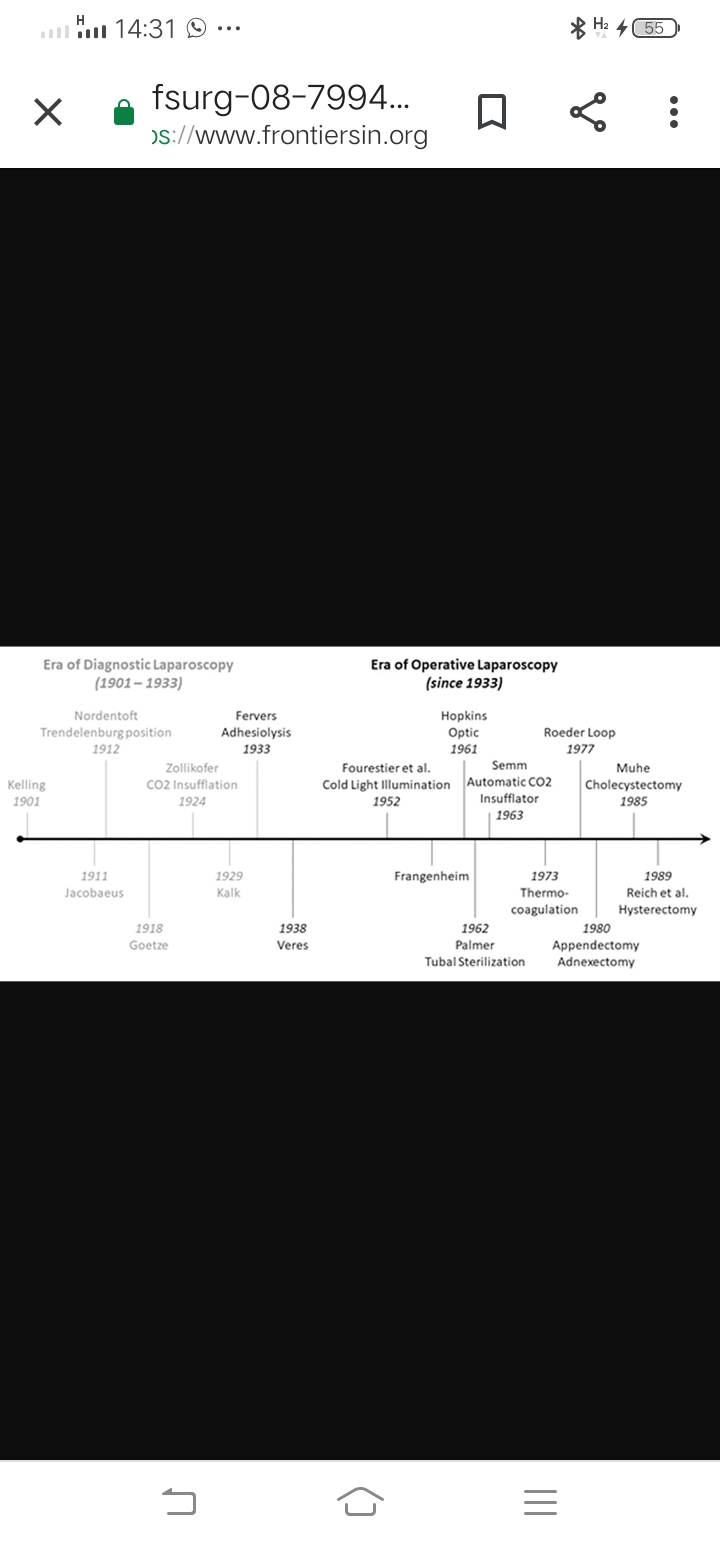 H 14:31 ...
H2 55
fsurg-08-7994...
ps://www.frontiersin.org
Era of Diagnostic Laparoscopy
(1901 – 1933)
Era of Operative Laparoscopy
(since 1933)
Nordentoft
Trendelenburg position
1912
Fervers
Adhesiolysis
1933
Hopkins
Optic
1961
Roeder Loop
1977
Kelling
1901
Zollikofer
CO2 Insufflation
1924
Fourestier et al.
Cold Light Illumination
1952
Semm
Automatic CO2
Insufflator
1963
Muhe
Cholecystectomy
1985
1911
Jacobaeus
1929
Kalk
Frangenheim
1973
Thermo-
coagulation
1989
Reich et al.
Hysterectomy
1918
Goetze
1938
Veres
1962
Palmer
Tubal Sterilization
1980
Appendectomy
Adnexectomy